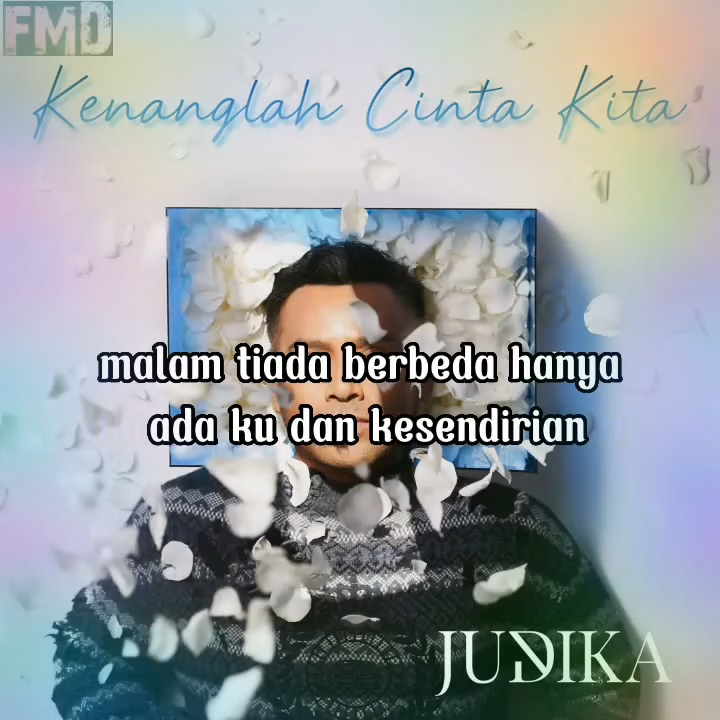 FMD
Kenanglah Cinta Kita
malam tiada berbeda hanya
ada ku dan kesendirian
JUDIKA